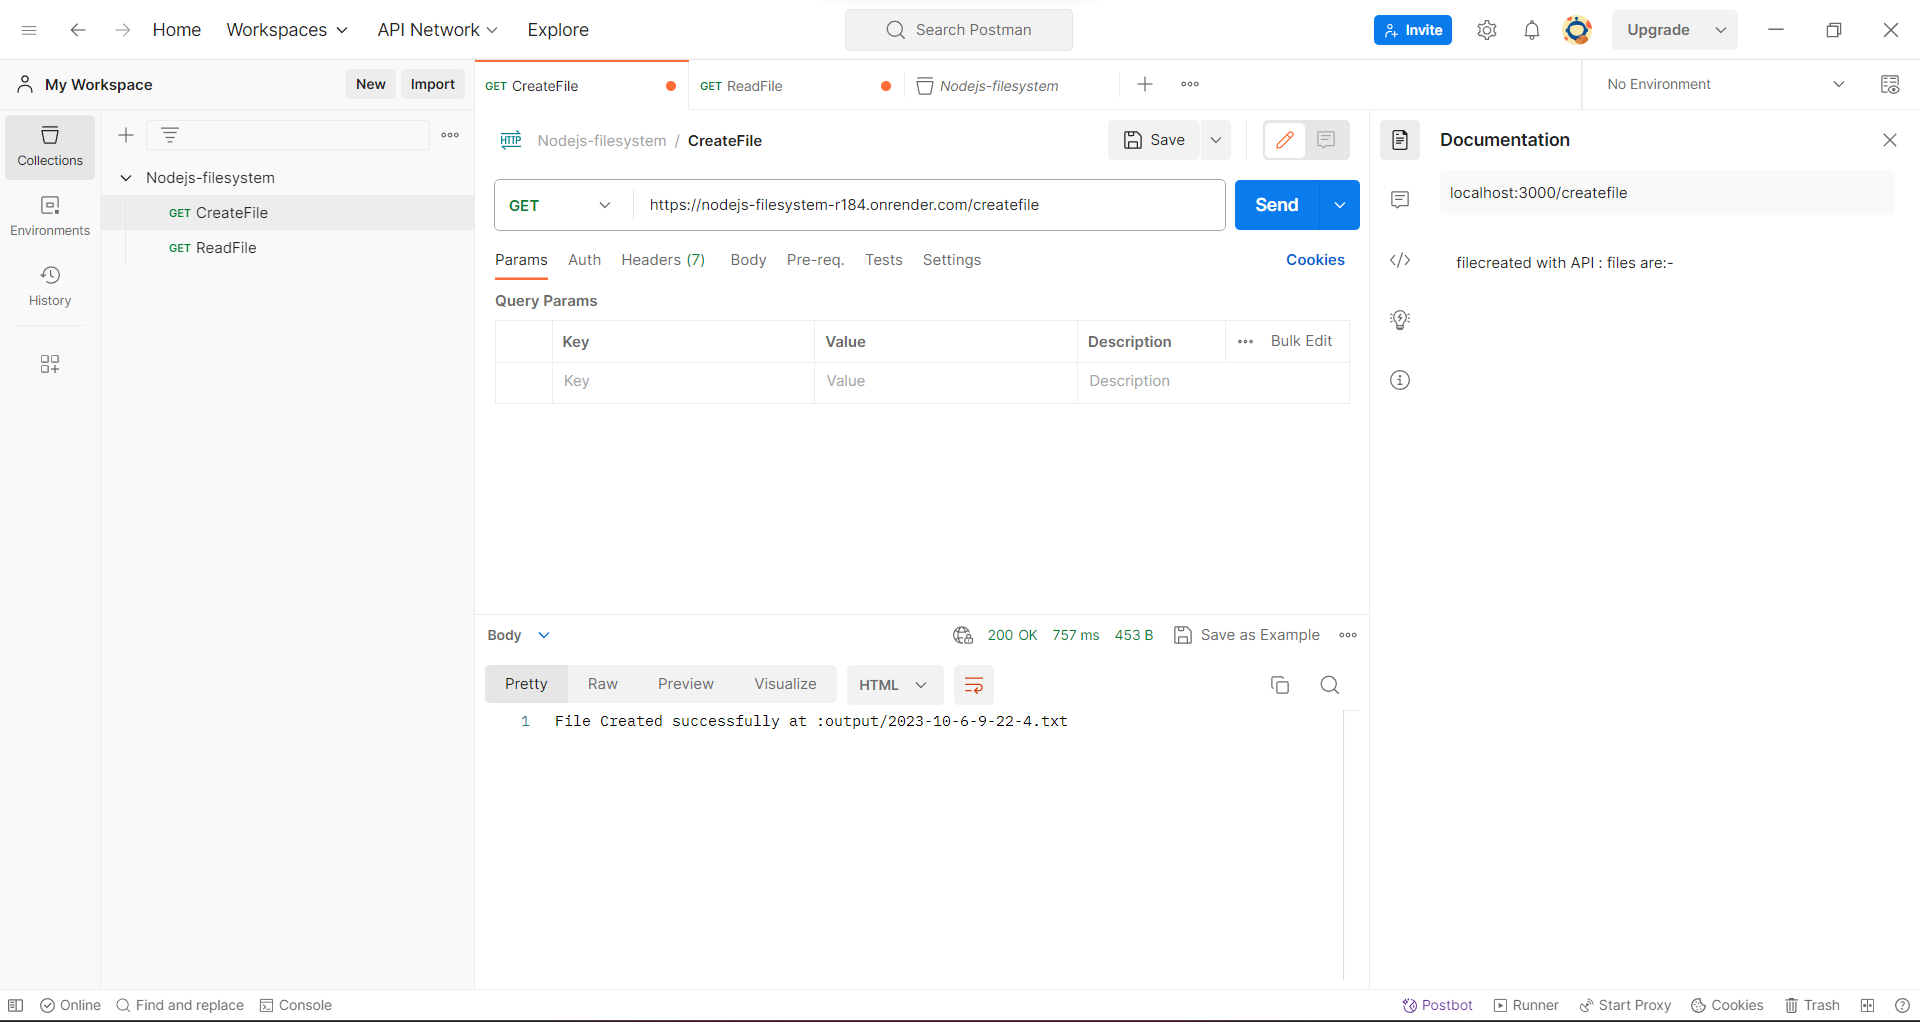 Home Workspaces API Network Explore Search Postman Invite Upgrade
My Workspace New Import GET CreateFile GET ReadFile Nodejs-filesystem No Environment
Collections
Environments
History
Nodejs-filesystem
GET CreateFile
GET ReadFile
HTTP Nodejs-filesystem / CreateFile Save
GET https://nodejs-filesystem-r184.onrender.com/createfile Send
Params Auth Headers (7) Body Pre-req. Tests Settings Cookies
Query Params
Key Value Description Bulk Edit
Key Value Description
Body 200 OK 757 ms 453 B Save as Example
Pretty Raw Preview Visualize HTML
1 File Created successfully at :output/2023-10-6-9-22-4.txt
Documentation
localhost:3000/createfile
filecreated with API : files are:-
Online Find and replace Console Postbot Runner Start Proxy Cookies Trash